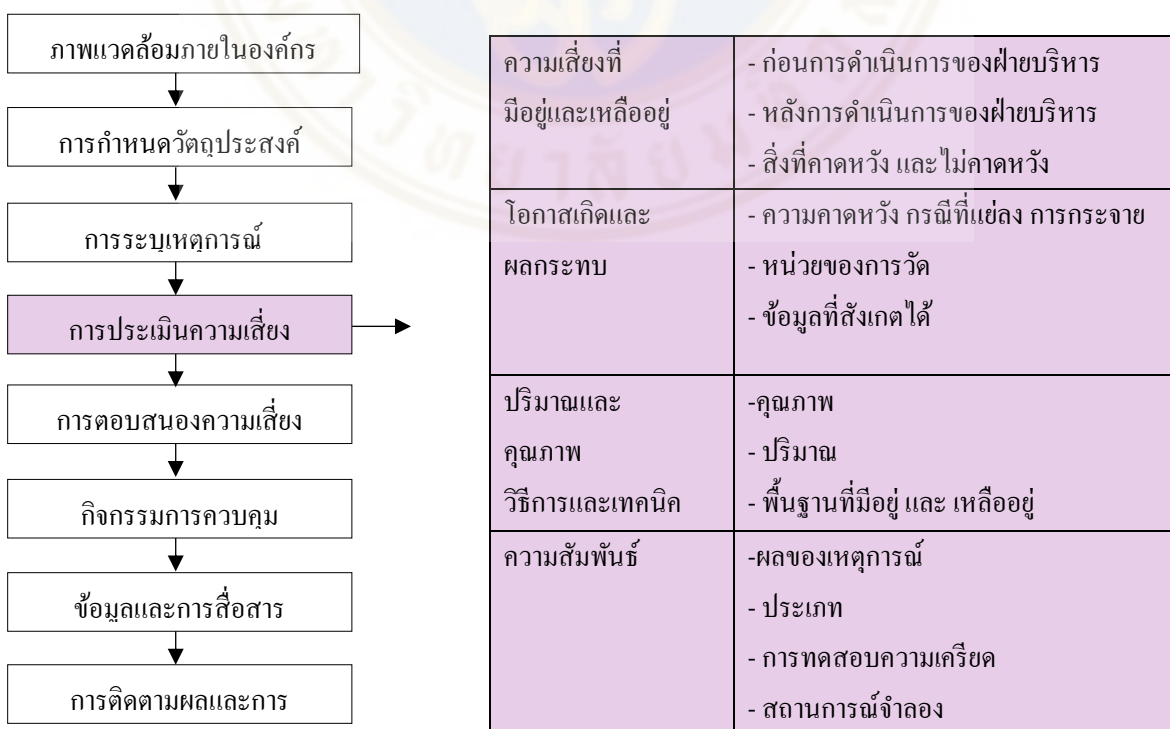 ภาพแวดล้อมภายในองค์กร
การกำหนดวัตถุประสงค์
การระบุเหตุการณ์
การประเมินความเสี่ยง
การตอบสนองความเสี่ยง
กิจกรรมการควบคุม
ข้อมูลและการสื่อสาร
การติดตามผลและการ
ความเสี่ยงที่
มีอยู่และเหลืออยู่
- ก่อนการดำเนินการของฝ่ายบริหาร
- หลังการดำเนินการของฝ่ายบริหาร
- สิ่งที่คาดหวัง และไม่คาดหวัง
โอกาสเกิดและ
ผลกระทบ
- ความคาดหวัง กรณีที่แย่ลง การกระจาย
- หน่วยของการวัด
- ข้อมูลที่สังเกตได้
ปริมาณและ
คุณภาพ
วิธีการและเทคนิค
-คุณภาพ
- ปริมาณ
- พื้นฐานที่มีอยู่ และ เหลืออยู่
ความสัมพันธ์
-ผลของเหตุการณ์
- ประเภท
- การทดสอบความเครียด
- สถานการณ์จำลอง